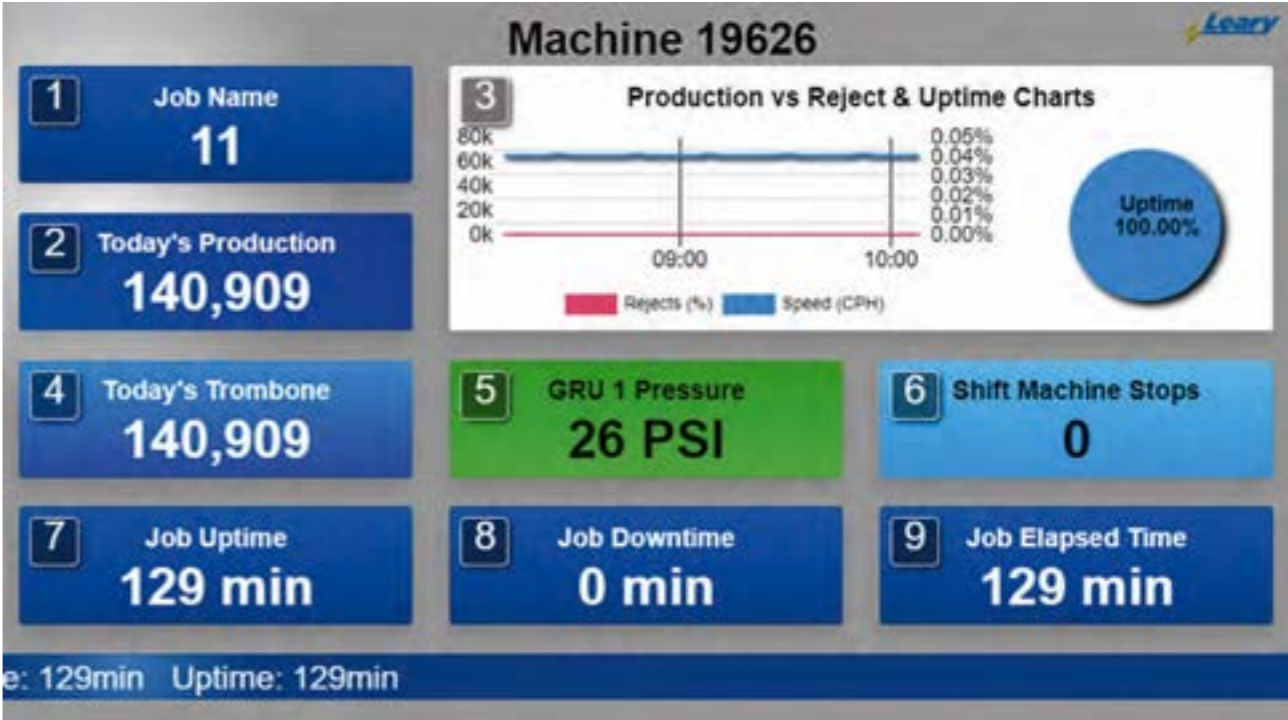 Machine 19626
Leary
1
Job Name
11
2
Today's Production
140,909
3
Production vs Reject & Uptime Charts
80k
60k
40k
20k
0k
0.05%
0.04%
0.03%
0.02%
0.01%
0.00%
09:00
10:00
Rejects (%)
Speed (CPH)
Uptime
100.00%
4
Today's Trombone
140,909
5
GRU 1 Pressure
26 PSI
6
Shift Machine Stops
0
7
Job Uptime
129 min
8
Job Downtime
0 min
9
Job Elapsed Time
129 min
e: 129min Uptime: 129min